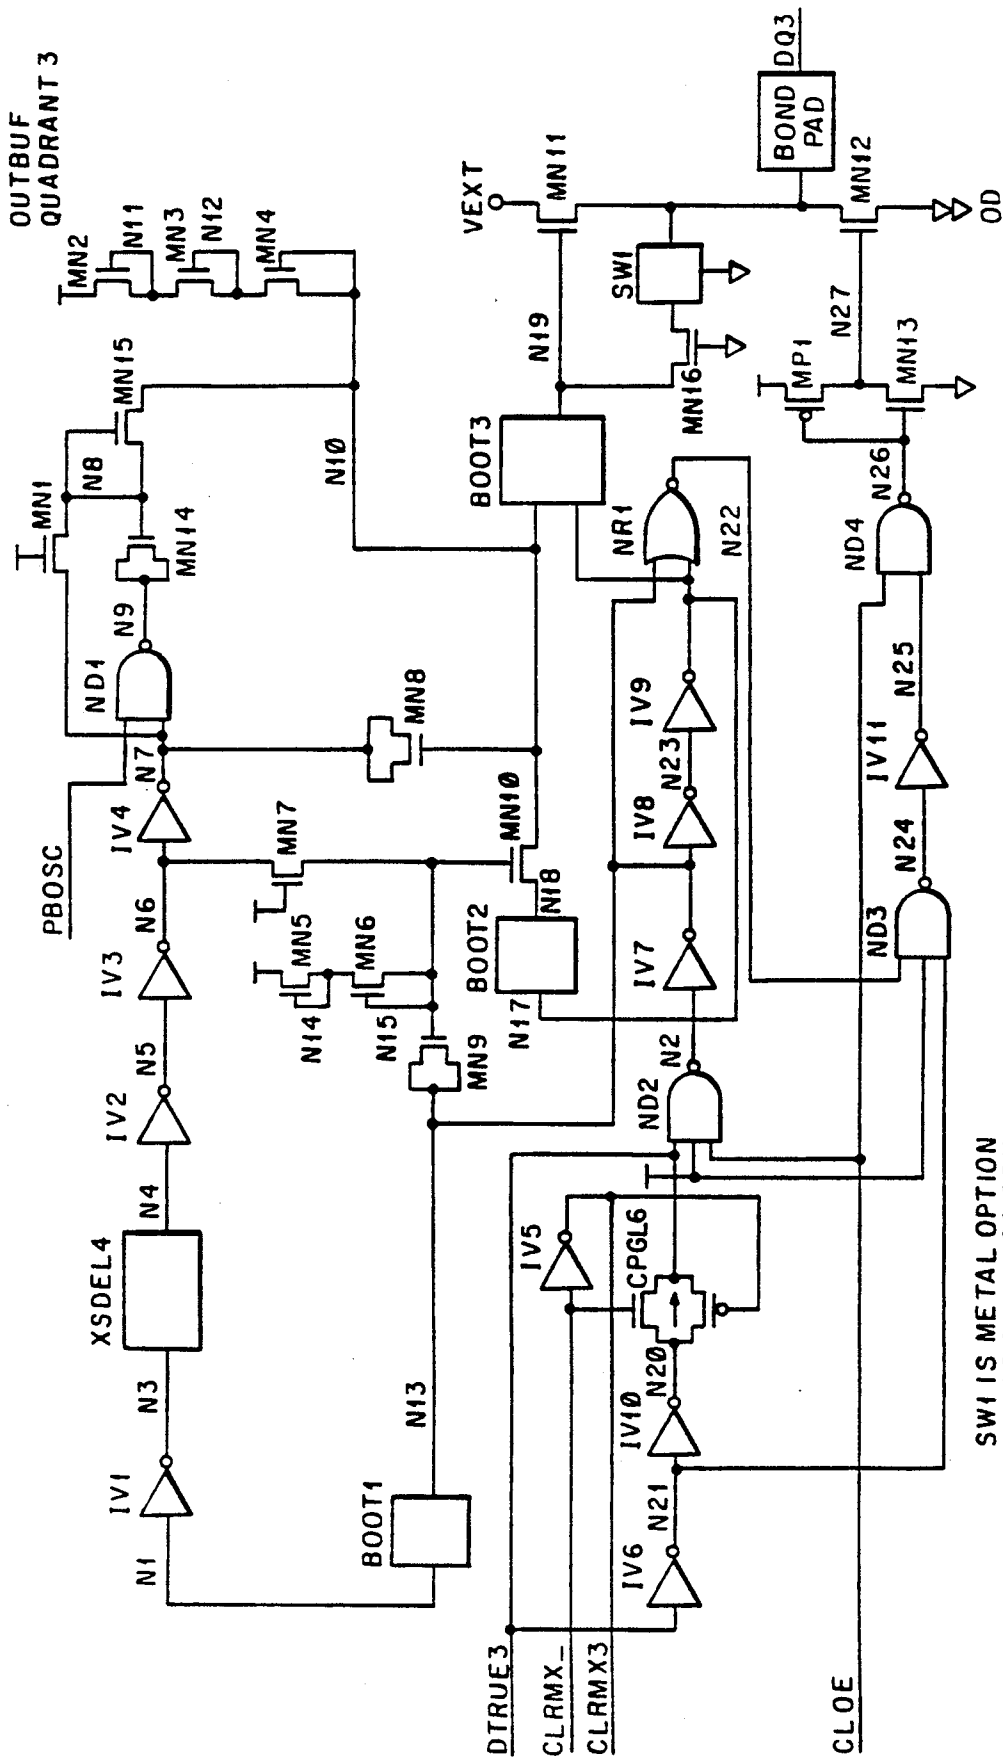 OUTBUF
QUADRANT 3
MN2
N11
MN3
N12
MN4
MN15
N8
MN1
MN14
N9
ND1
N7
PBOSC
IV4
N6
IV3
N5
IV2
N4
XSDEL4
N3
IV1
N1
N10
MN8
MN7
MN5
MN6
N14
N15
MN9
N13
BOOT1
MN10
N18
BOOT2
N17
VEXT
MN11
N19
BOOT3
SW1
MN16
BOND
PAD
DQ3
MN12
OD
N27
MP1
MN13
N26
ND4
N25
IV11
N24
ND3
NR1
N22
IV9
N23
IV8
IV7
N2
ND2
IV5
CPGL6
N20
IV10
N21
IV6
DTRUE3
CLRMX_
CLRMX3
CLOE
SW1 IS METAL OPTION